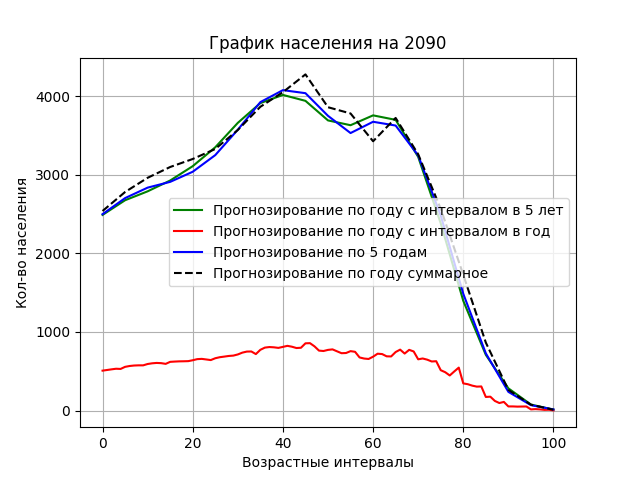 График населения на 2090
Кол-во населения
4000
3000
2000
1000
0
Прогнозирование по году с интервалом в 5 лет
Прогнозирование по году с интервалом в год
Прогнозирование по 5 годам
Прогнозирование по году суммарное
0 20 40 60 80 100
Возрастные интервалы